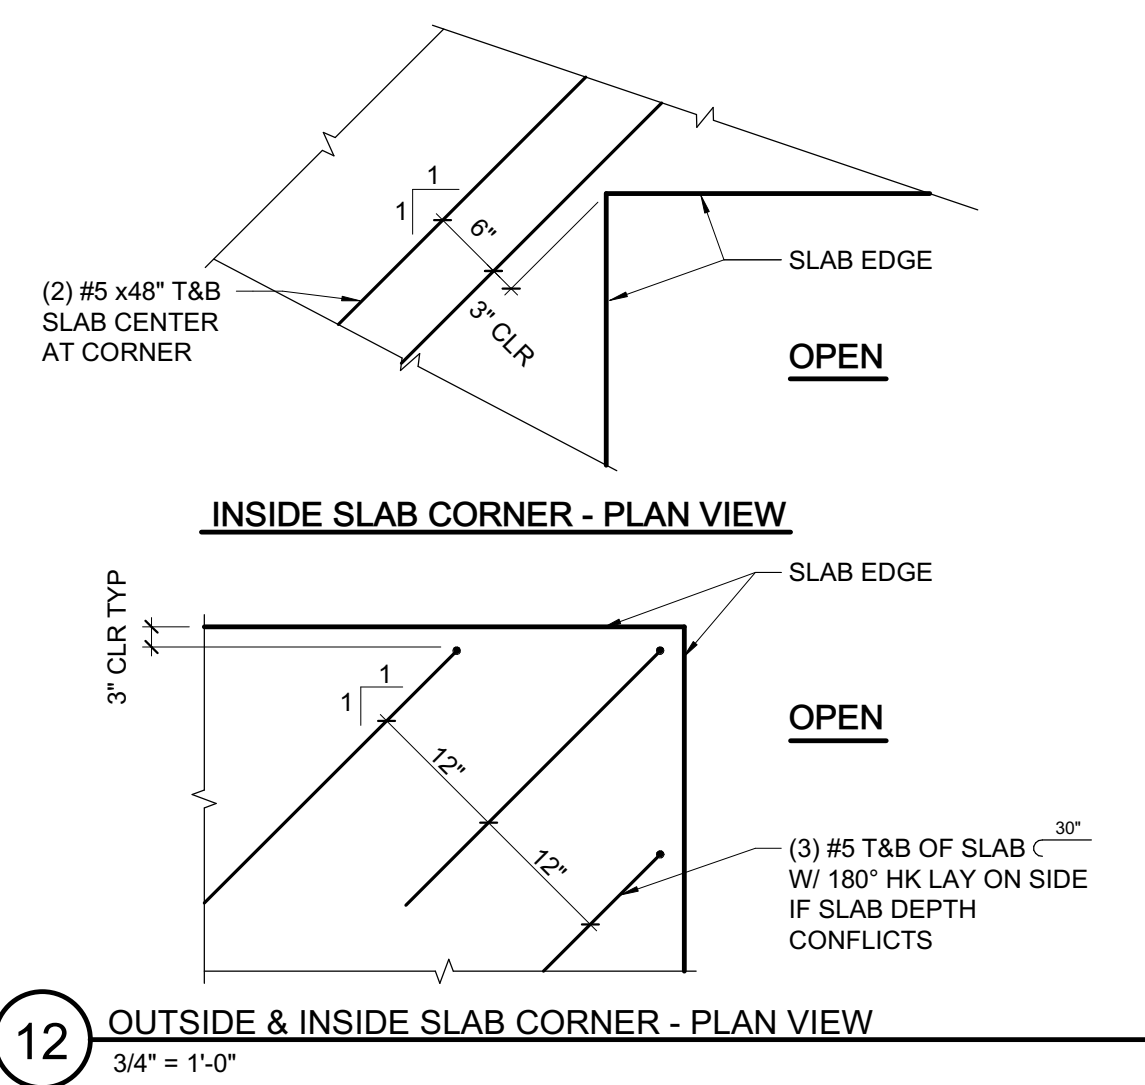 1
1
6"
3" CLR
SLAB EDGE
(2) #5 x48" T&B
SLAB CENTER
AT CORNER
OPEN
INSIDE SLAB CORNER - PLAN VIEW
SLAB EDGE
3" CLR TYP
1
1
OPEN
12"
12"
(3) #5 T&B OF SLAB 30"
W/ 180° HK LAY ON SIDE
IF SLAB DEPTH
CONFLICTS
12
OUTSIDE & INSIDE SLAB CORNER - PLAN VIEW
3/4" = 1'-0"